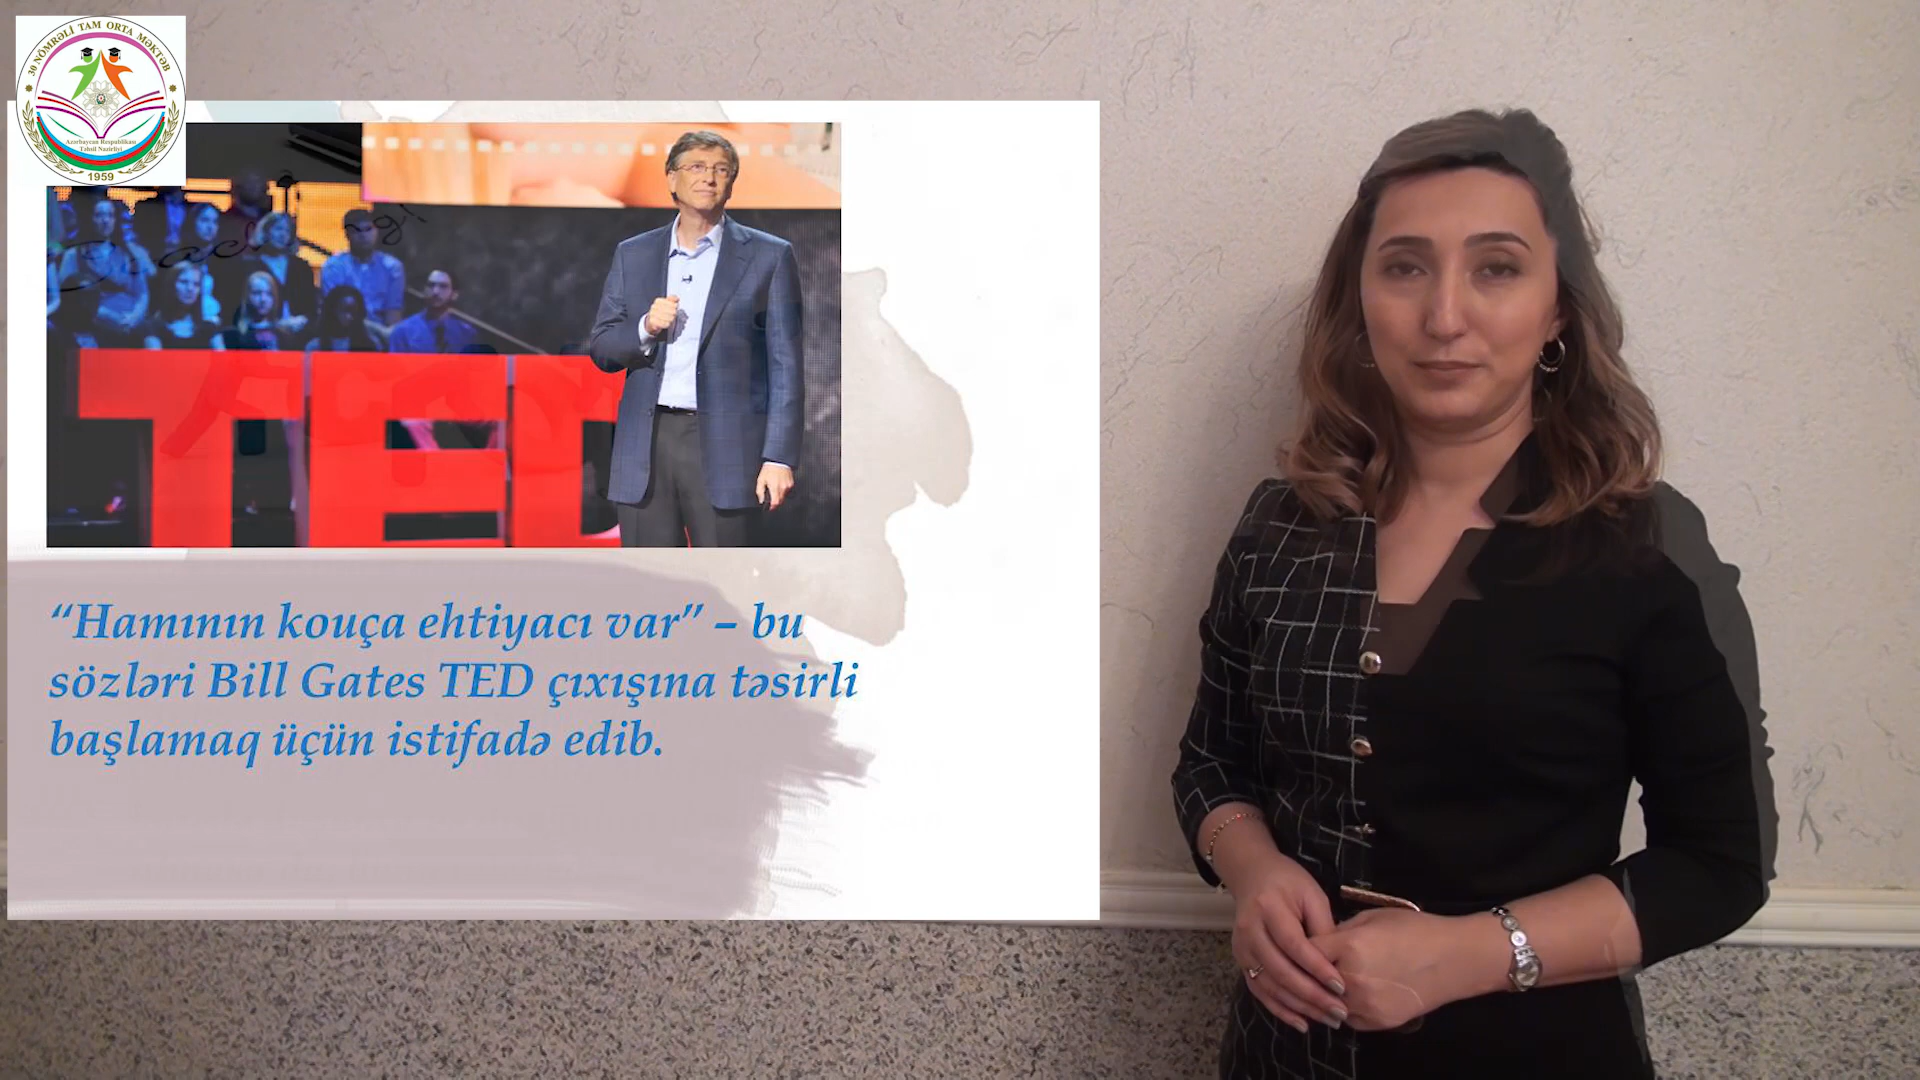 30 NÖMRƏLİ TAM ORTA MƏKTƏB
Azərbaycan Respublikası
Təhsil Nazirliyi
1959
TED
“Hamının kouça ehtiyacı var” – bu
sözləri Bill Gates TED çıxışına təsirli
başlamaq üçün istifadə edib.